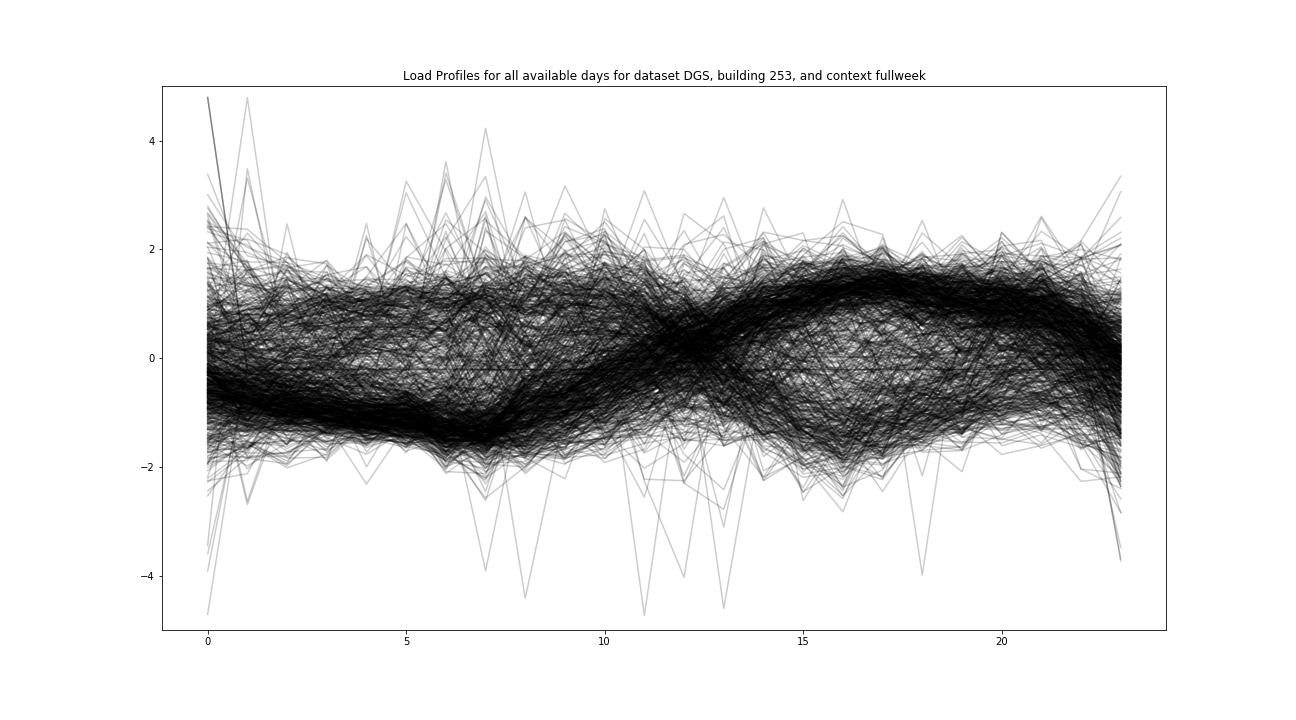 Load Profiles for all available days for dataset DGS, building 253, and context fullweek
4
2
0
−2
−4
0 5 10 15 20